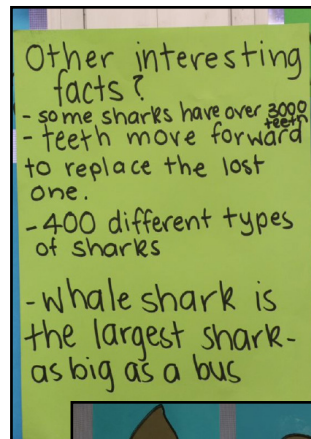 Other interesting
facts?
- some sharks have over 3000
teeth
- teeth move forward
to replace the lost
one.
- 400 different types
of sharks
- whale shark is
the largest shark-
as big as a bus